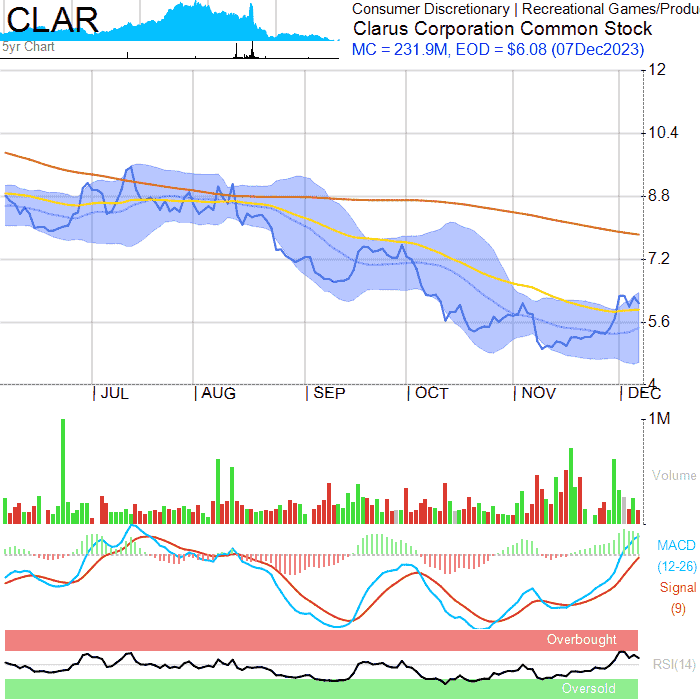 CLAR
5yr Chart
Consumer Discretionary | Recreational Games/Produ
Clarus Corporation Common Stock
MC = 231.9M, EOD = $6.08 (07Dec2023)
12
10.4
8.8
7.2
5.6
4
JUL AUG SEP OCT NOV DEC
1M
Volume
MACD
(12-26)
Signal
(9)
Overbought
RSI(14)
Oversold